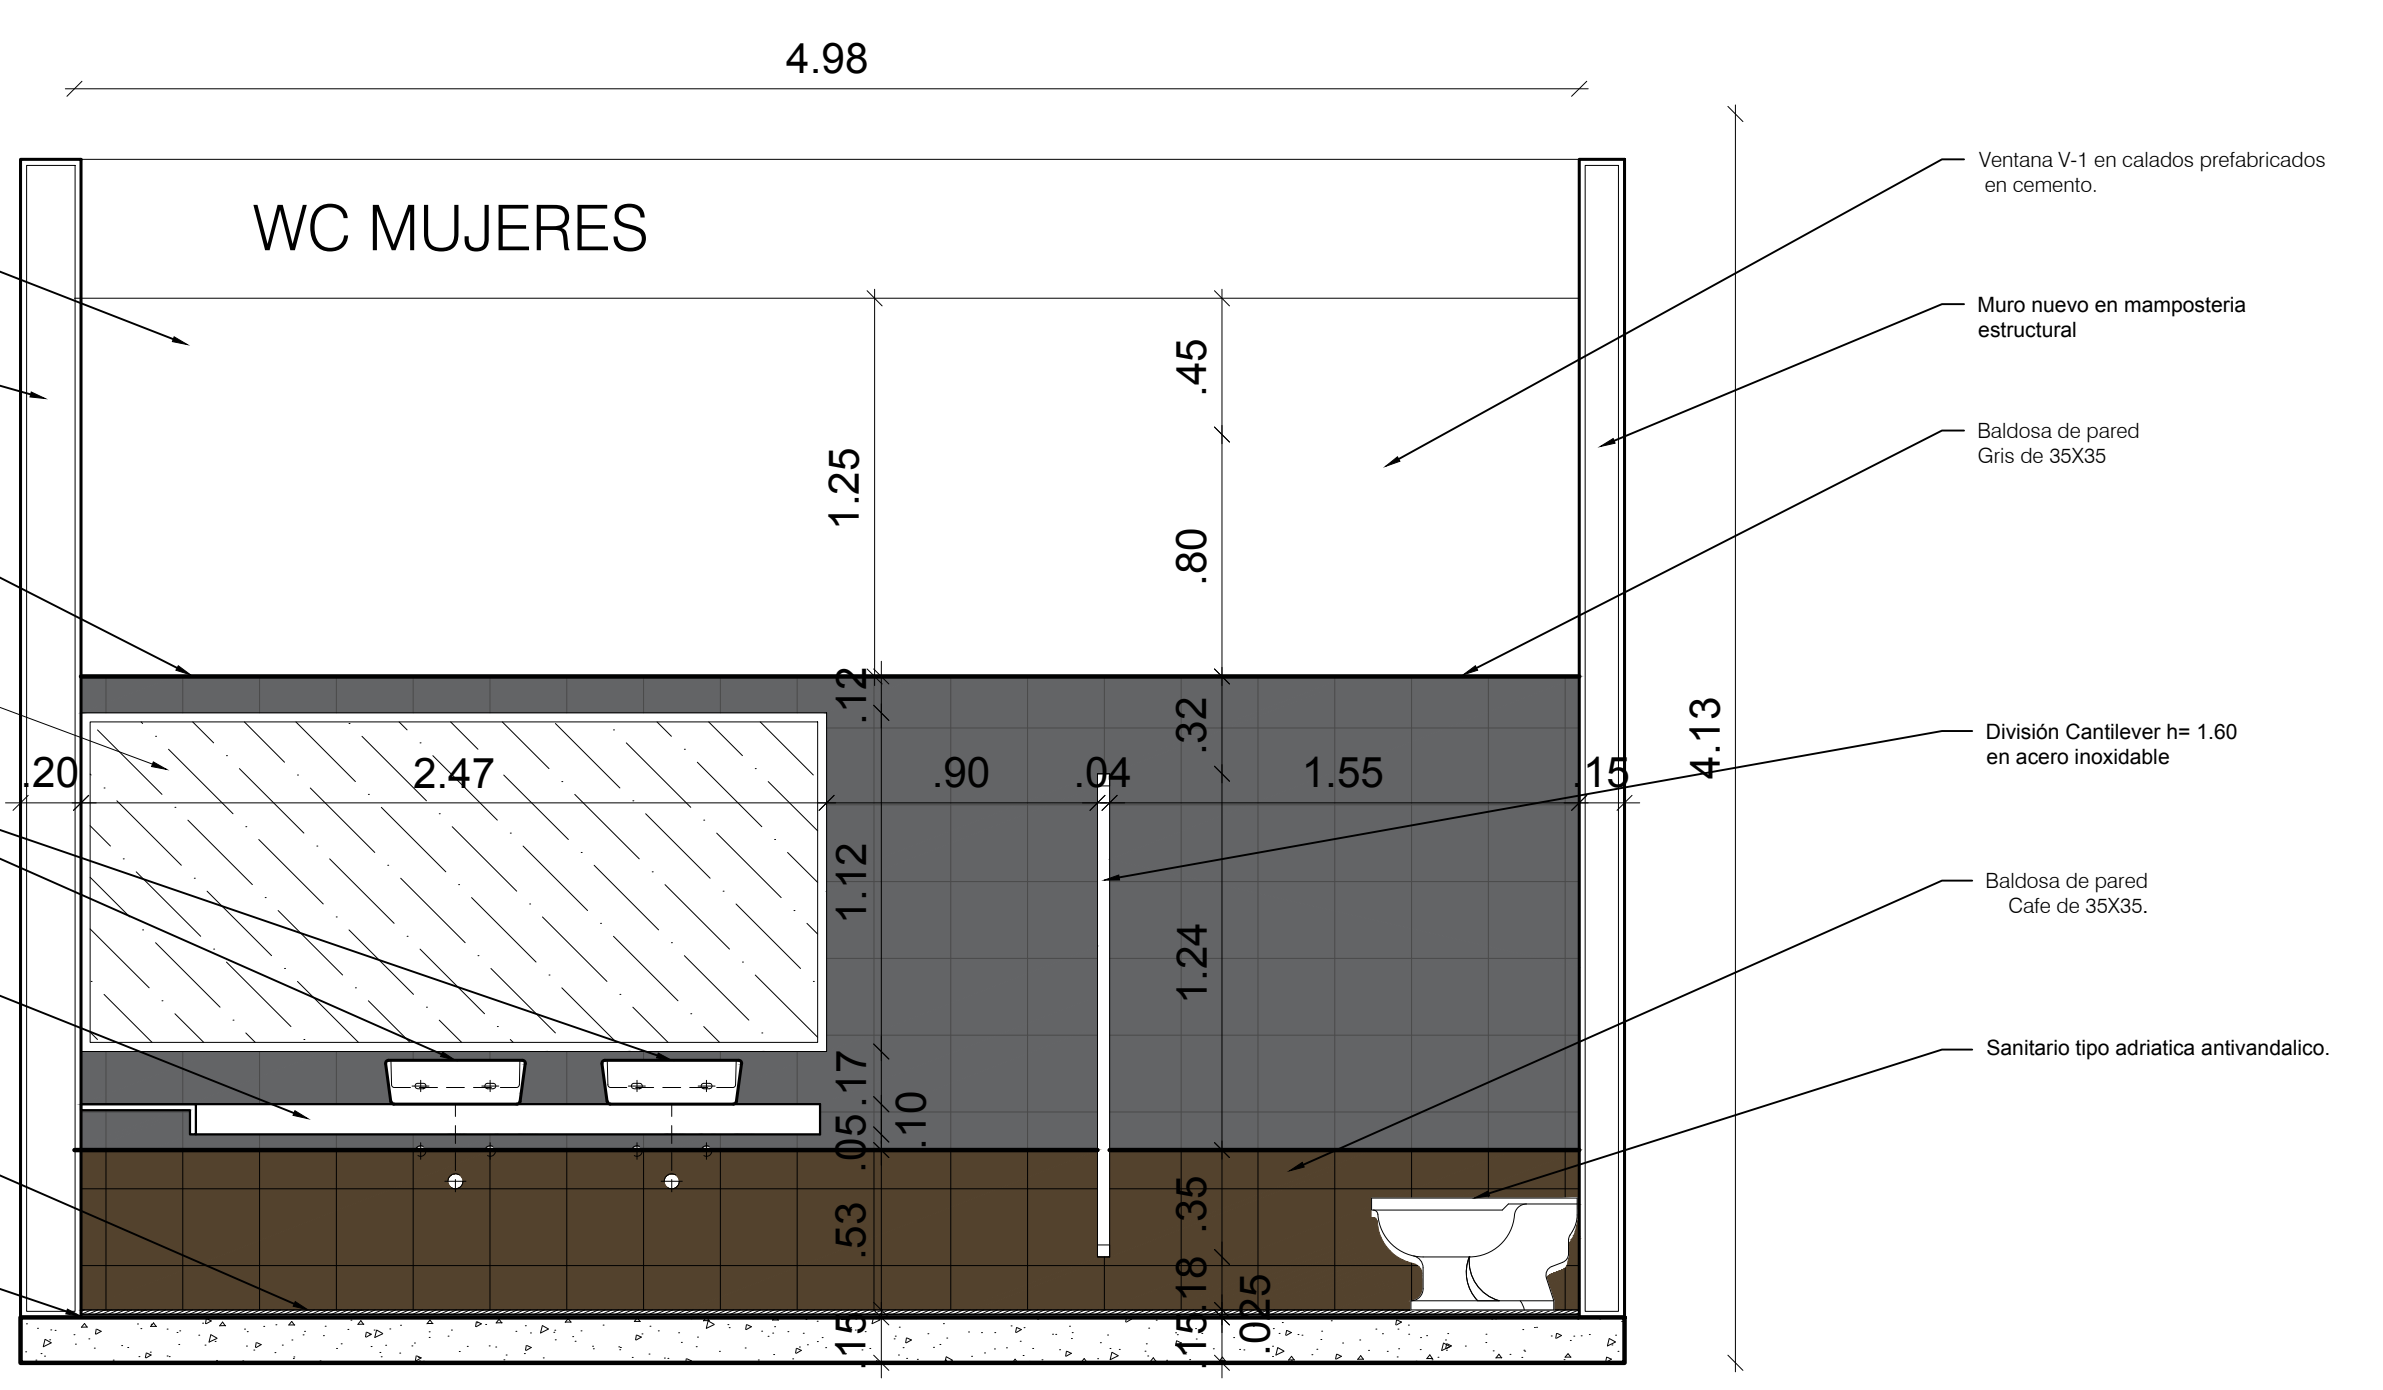 4.98
WC MUJERES
Ventana V-1 en calados prefabricados
en cemento.
Muro nuevo en mamposteria
estructural
.45
Baldosa de pared
Gris de 35X35
1.25
.80
.12
.32
4.13
División Cantilever h= 1.60
en acero inoxidable
.20
2.47
.90
.04
1.55
.15
1.12
1.24
Baldosa de pared
Cafe de 35X35.
Sanitario tipo adriatica antivandalico.
.17
.10
.05
.35
.53
.18
.025
.15
.15